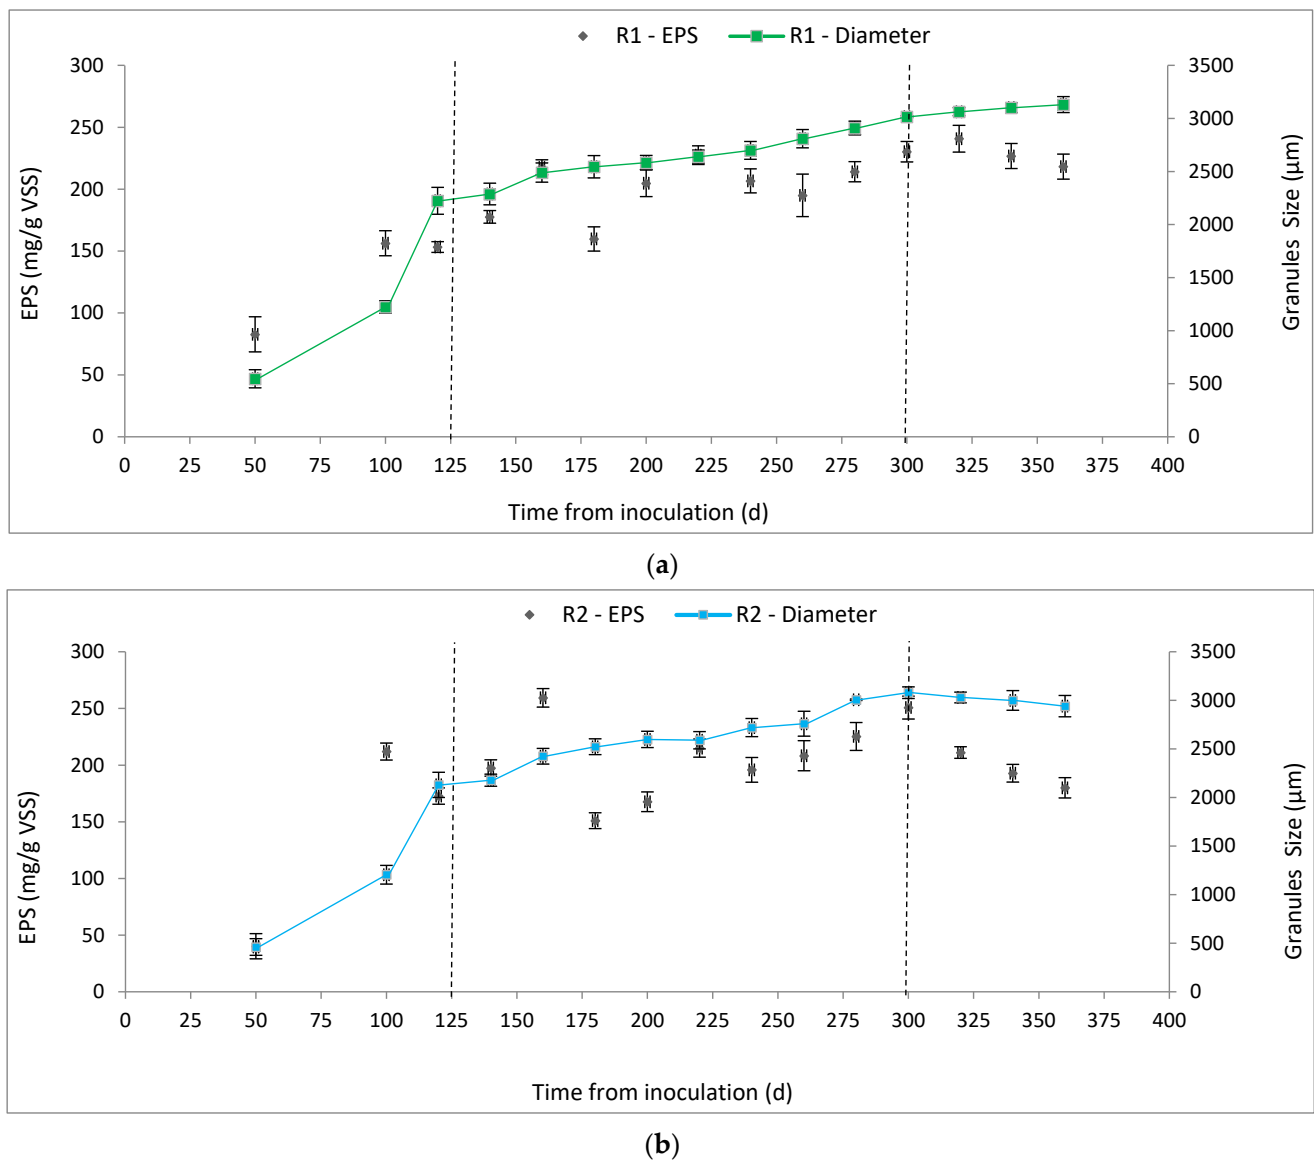 R1 - EPS R1 - Diameter
300 3500
250 3000
200 2500
150 2000
100 1500
50 1000
0 500
0
EPS (mg/g VSS)
Granules Size (µm)
0 25 50 75 100 125 150 175 200 225 250 275 300 325 350 375 400
Time from inoculation (d)
(a)
R2 - EPS R2 - Diameter
300 3500
250 3000
200 2500
150 2000
100 1500
50 1000
0 500
0
EPS (mg/g VSS)
Granules Size (µm)
0 25 50 75 100 125 150 175 200 225 250 275 300 325 350 375 400
Time from inoculation (d)
(b)